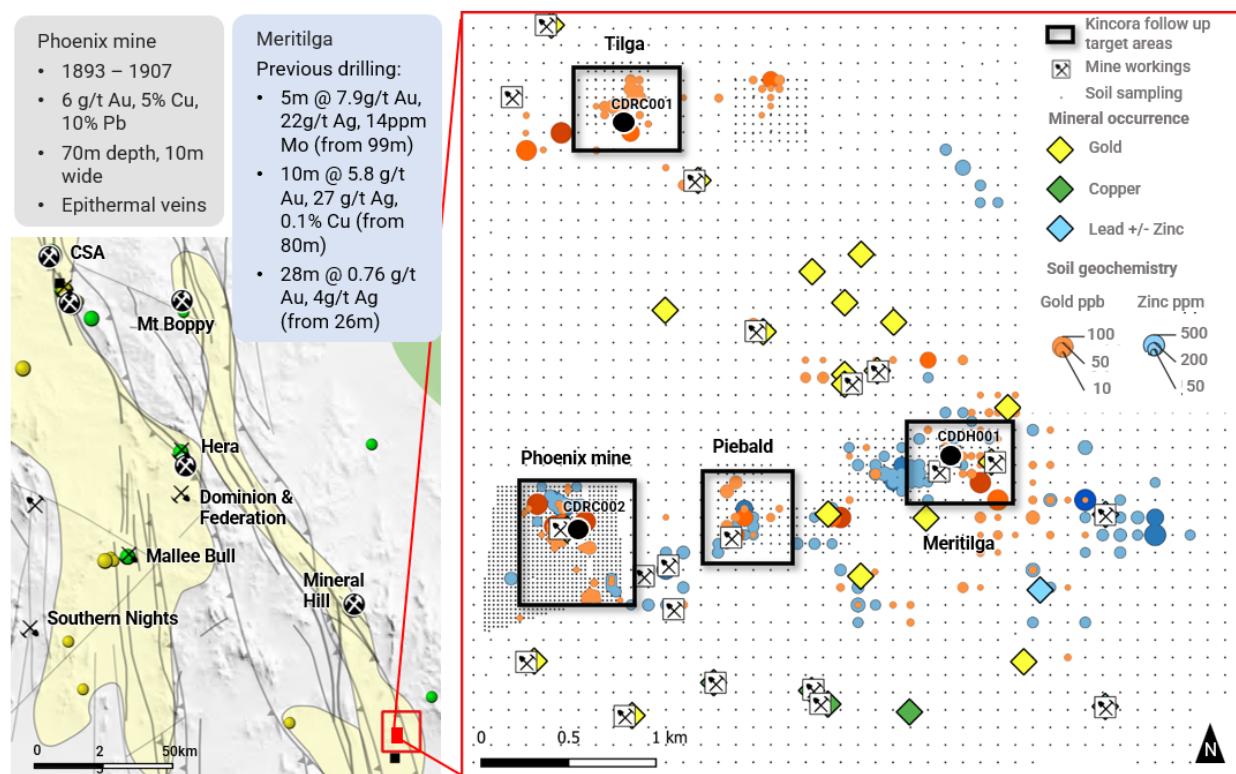 Phoenix mine
• 1893 – 1907
• 6 g/t Au, 5% Cu,
10% Pb
• 70m depth, 10m
wide
• Epithermal veins
Meritilga
Previous drilling:
• 5m @ 7.9g/t Au,
22g/t Ag, 14ppm
Mo (from 99m)
• 10m @ 5.8 g/t
Au, 27 g/t Ag,
0.1% Cu (from
80m)
• 28m @ 0.76 g/t
Au, 4g/t Ag
(from 26m)
CSA
Mt Boppy
Hera
Dominion &
Federation
Mallee Bull
Mineral
Hill
Southern Nights
0 2 50km
Tilga
CDRC001
Phoenix mine
CDRC002
Piebald
CDDH001
Meritilga
0 0.5 1 km
N
Kincora follow up
target areas
Mine workings
Soil sampling
Mineral occurrence
Gold
Copper
Lead +/- Zinc
Soil geochemistry
Gold ppb Zinc ppm
100 500
50 200
10 50